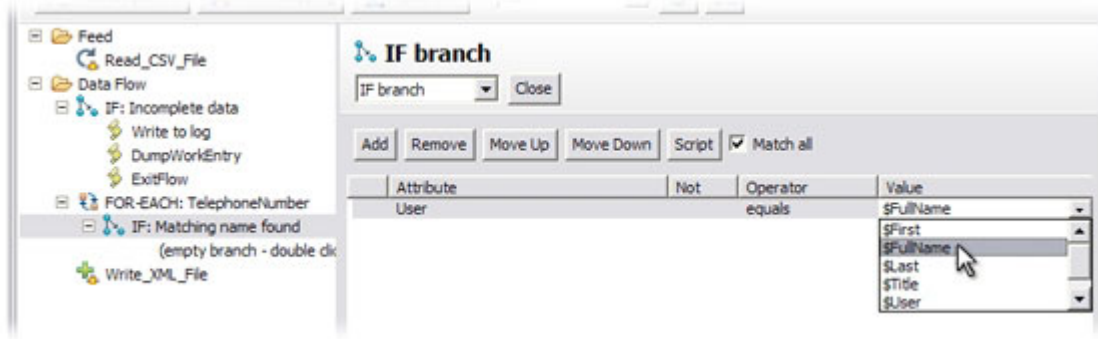 Feed
Read_CSV_File
Data Flow
IF: Incomplete data
Write to log
DumpWorkEntry
ExitFlow
FOR-EACH: TelephoneNumber
IF: Matching name found
(empty branch - double clic
Write_XML_File
IF branch
IF branch Close
Add Remove Move Up Move Down Script Match all
Attribute Not Operator Value
User equals $FullName
$First
$FullName
$Last
$Title
$User